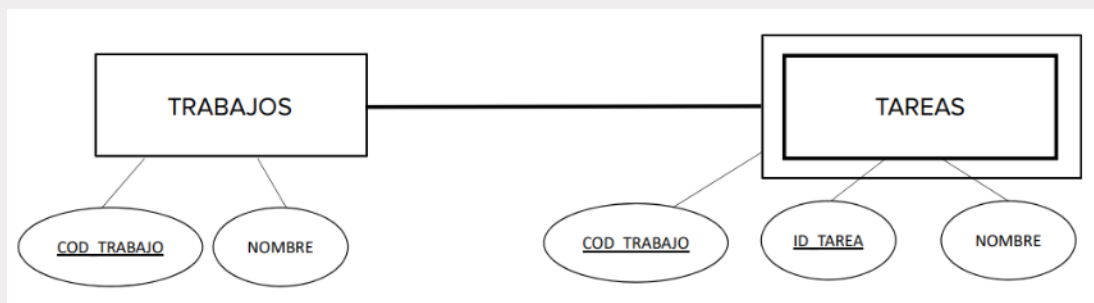 TRABAJOS
TAREAS
COD_TRABAJO
NOMBRE
COD_TRABAJO
ID_TAREA
NOMBRE